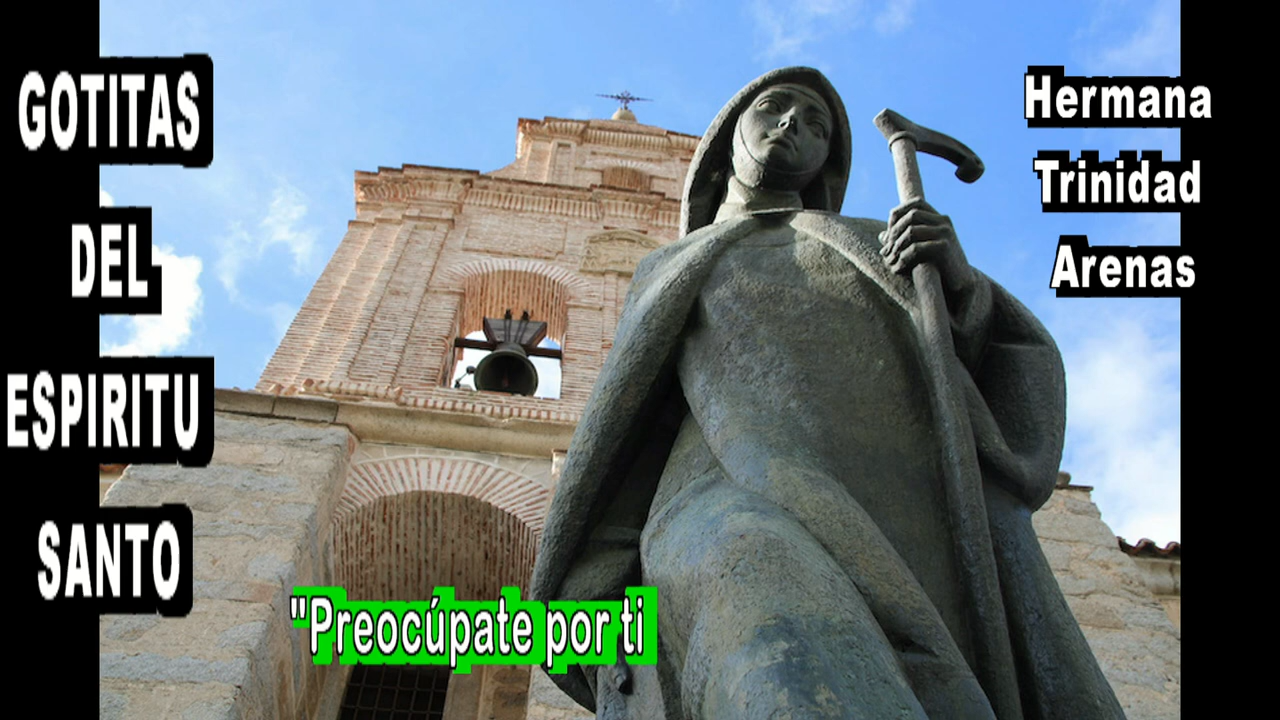 GOTITAS
DEL
ESPIRITU
SANTO
Hermana
Trinidad
Arenas
"Preocúpate por ti